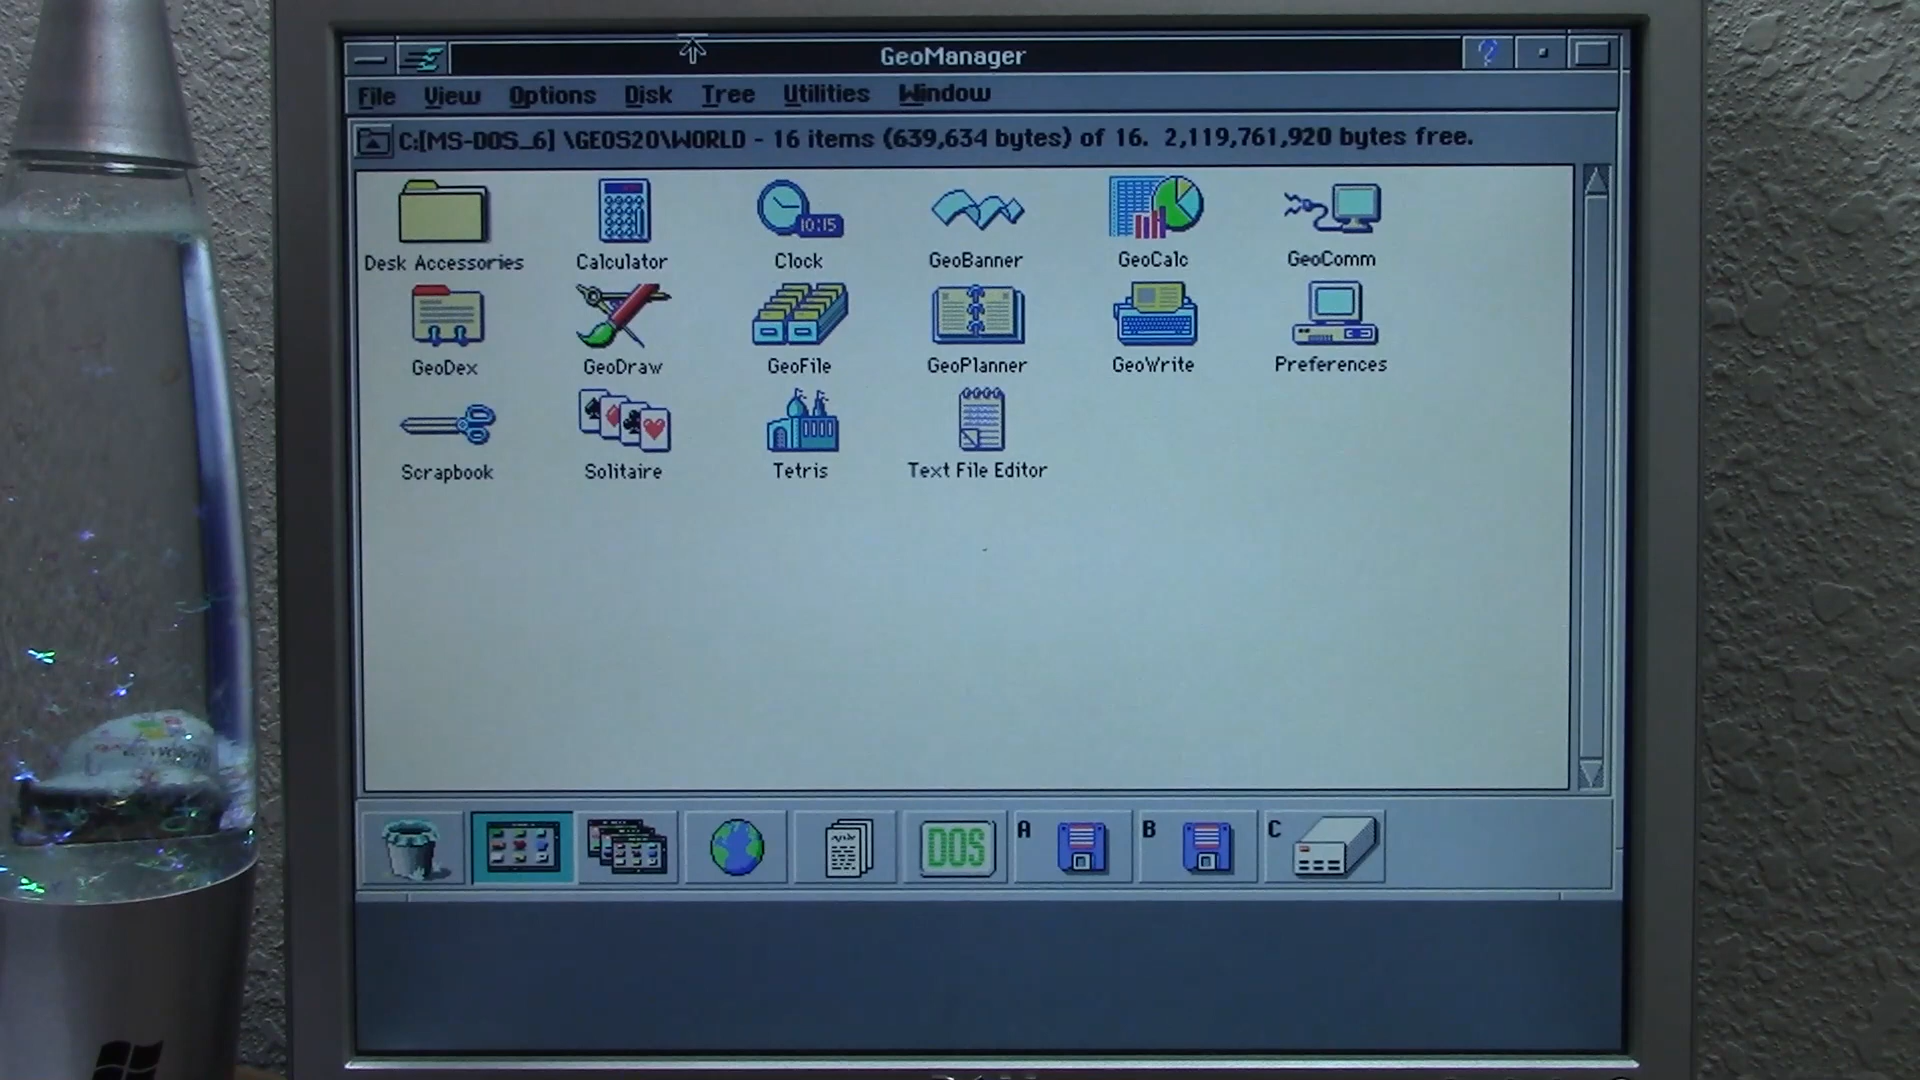 GeoManager
File View Options Disk Tree Utilities Window
C:[MS-DOS_6] \GEOS20\WORLD - 16 items (639,634 bytes) of 16. 2,119,761,920 bytes free.
10:15
Desk Accessories Calculator Clock GeoBanner GeoCalc GeoComm
GeoDex GeoDraw GeoFile GeoPlanner GeoWrite Preferences
Scrapbook Solitaire Tetris Text File Editor
DOS A B C